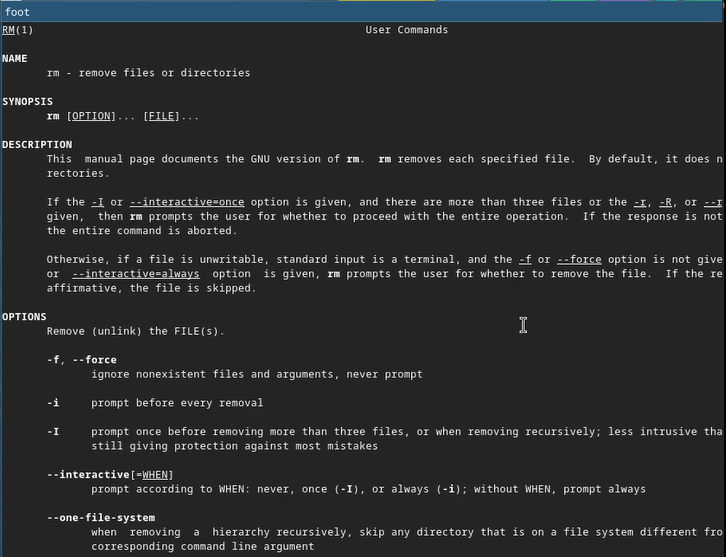 foot
RM(1) User Commands
NAME
rm - remove files or directories
SYNOPSIS
rm [OPTION]... [FILE]...
DESCRIPTION
This manual page documents the GNU version of rm. rm removes each specified file. By default, it does n
rectories.
If the -I or --interactive=once option is given, and there are more than three files or the -r, -R, or --r
given, then rm prompts the user for whether to proceed with the entire operation. If the response is not
the entire command is aborted.
Otherwise, if a file is unwritable, standard input is a terminal, and the -f or --force option is not give
or --interactive=always option is given, rm prompts the user for whether to remove the file. If the re
affirmative, the file is skipped.
OPTIONS
Remove (unlink) the FILE(s).
-f, --force
ignore nonexistent files and arguments, never prompt
-i prompt before every removal
-I prompt once before removing more than three files, or when removing recursively; less intrusive tha
still giving protection against most mistakes
--interactive[=WHEN]
prompt according to WHEN: never, once (-I), or always (-i); without WHEN, prompt always
--one-file-system
when removing a hierarchy recursively, skip any directory that is on a file system different fro
corresponding command line argument